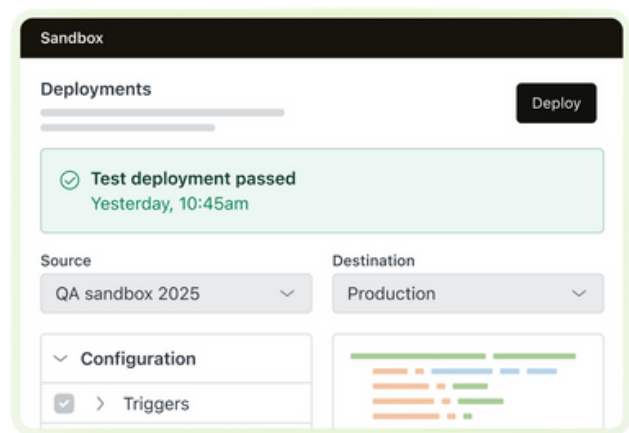 Sandbox
Deployments
Deploy
Test deployment passed
Yesterday, 10:45am
Source
Destination
QA sandbox 2025
Production
Configuration
Triggers